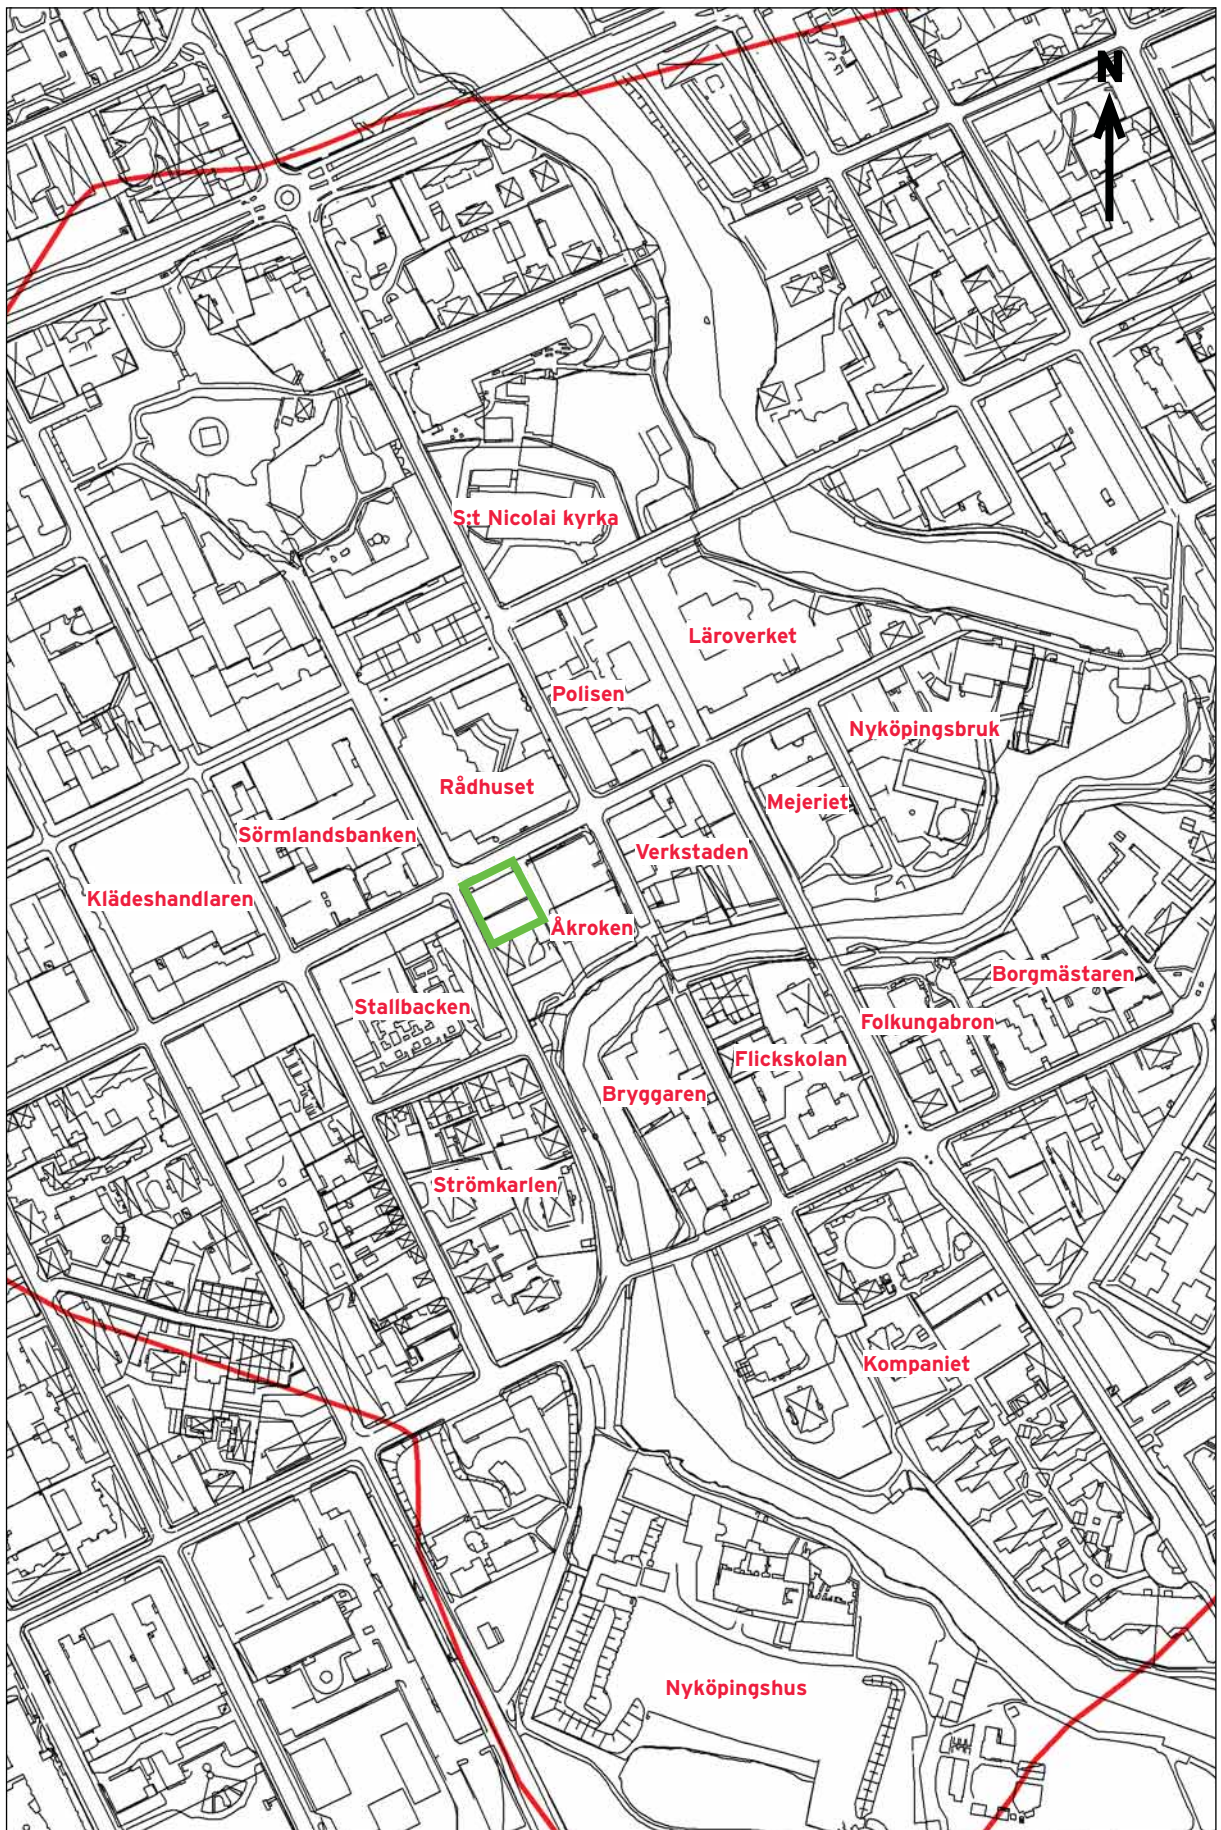 N
S:t Nicolai kyrka
Läroverket
Polisen
Nyköpingsbruk
Rådhuset
Mejeriet
Sörmlandsbanken
Verkstaden
Klädeshandlaren
Åkroken
Borgmästaren
Stallbacken
Folkungabron
Flickskolan
Bryggaren
Strömkarlen
Kompaniet
Nyköpingshus